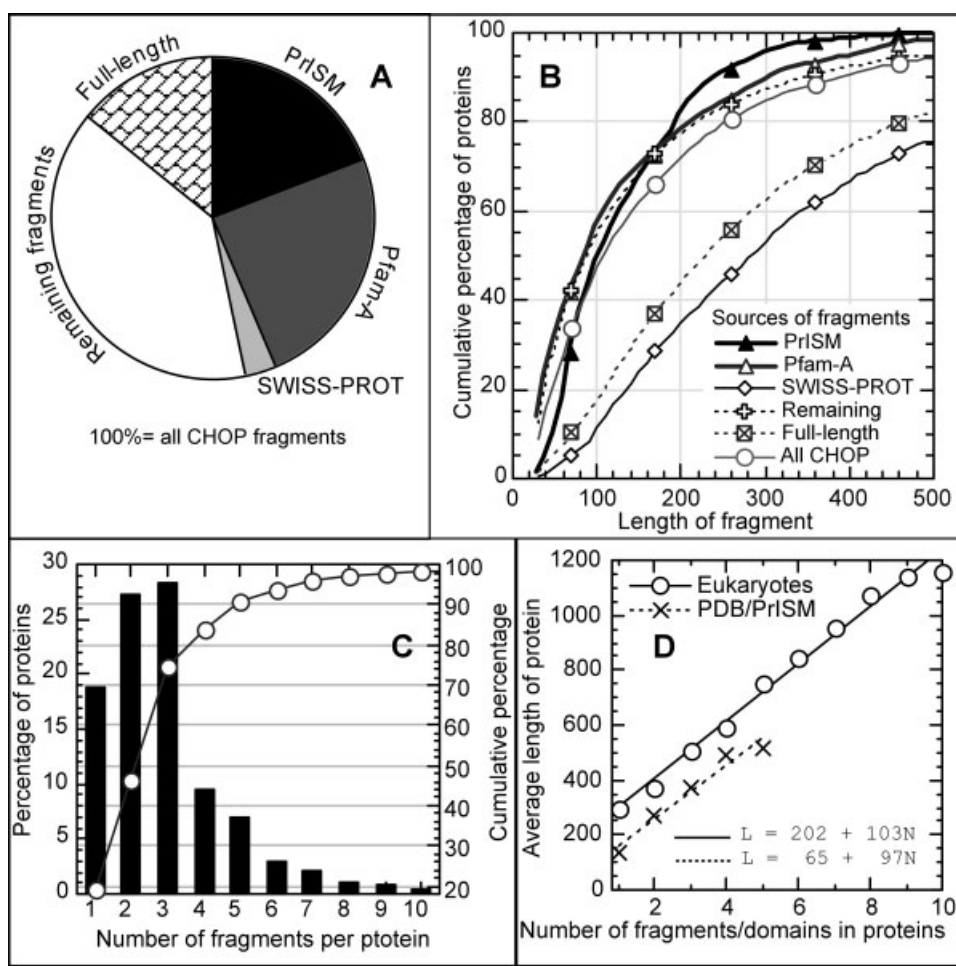 A
Full-length
PrISM
Pfam-A
SWISS-PROT
Remaining fragments
100%= all CHOP fragments
B
Cumulative percentage of proteins
100
80
60
40
20
0
Sources of fragments
PrISM
Pfam-A
SWISS-PROT
Remaining
Full-length
All CHOP
0 100 200 300 400 500
Length of fragment
C
Percentage of proteins
30
25
20
15
10
5
0
Cumulative percentage
100
90
80
70
60
50
40
30
20
1 2 3 4 5 6 7 8 9 10
Number of fragments per ptotein
D
Average length of protein
1200
1000
800
600
400
200
0
Eukaryotes
PDB/PrISM
L = 202 + 103N
L = 65 + 97N
2 4 6 8 10
Number of fragments/domains in proteins